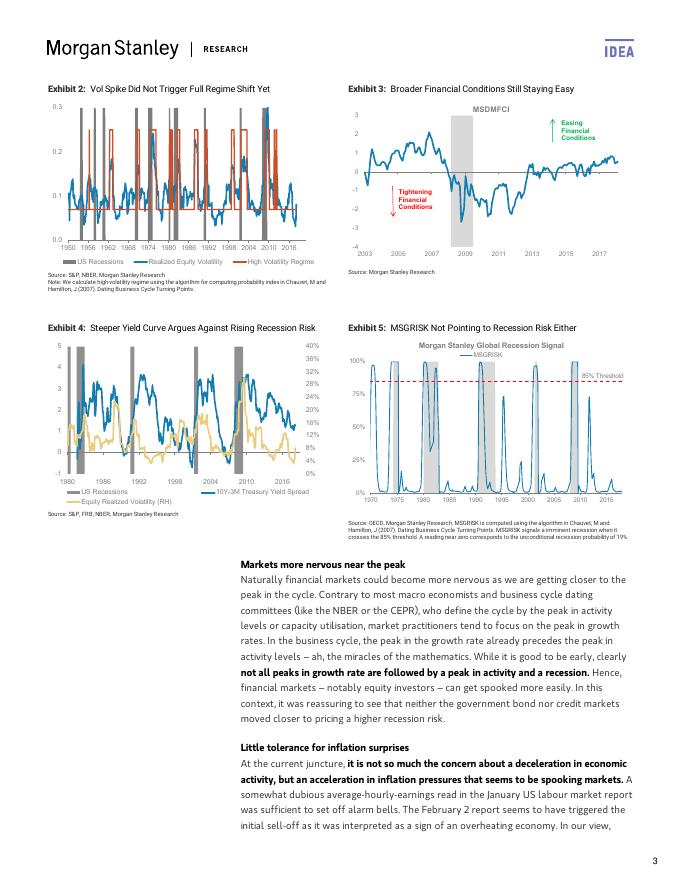 Morgan Stanley | RESEARCH
IDEA
Exhibit 2: Vol Spike Did Not Trigger Full Regime Shift Yet
0.3
0.2
0.1
0.0
1950 1956 1962 1968 1974 1980 1986 1992 1998 2004 2010 2016
US Recessions Realized Equity Volatility High Volatility Regime
Source: S&P, NBER, Morgan Stanley Research
Note: We calculate high-volatility regime using the algorithm for computing probability index in Chauvet, M and
Hamilton, J (2007). Dating Business Cycle Turning Points.
Exhibit 3: Broader Financial Conditions Still Staying Easy
MSDMFCI
3
2
1
0
-1
-2
-3
-4
Easing
Financial
Conditions
Tightening
Financial
Conditions
2003 2005 2007 2009 2011 2013 2015 2017
Source: Morgan Stanley Research
Exhibit 4: Steeper Yield Curve Argues Against Rising Recession Risk
5
4
3
2
1
0
-1
40%
36%
32%
28%
24%
20%
16%
12%
8%
4%
0%
1980 1986 1992 1998 2004 2010 2016
US Recessions 10Y-3M Treasury Yield Spread
Equity Realized Volatility (RH)
Source: S&P, FRB, NBER, Morgan Stanley Research
Exhibit 5: MSGRISK Not Pointing to Recession Risk Either
Morgan Stanley Global Recession Signal
MSGRISK
100%
75%
50%
25%
0%
85% Threshold
1970 1975 1980 1985 1990 1995 2000 2005 2010 2015
Source: OECD, Morgan Stanley Research. MSGRISK is computed using the algorithm in Chauvet, M and
Hamilton, J (2007). Dating Business Cycle Turning Points. MSGRISK signals a imminent recession when it
crosses the 85% threshold. A reading near zero corresponds to the unconditional recession probability of 19%.
Markets more nervous near the peak
Naturally financial markets could become more nervous as we are getting closer to the
peak in the cycle. Contrary to most macro economists and business cycle dating
committees (like the NBER or the CEPR), who define the cycle by the peak in activity
levels or capacity utilisation, market practitioners tend to focus on the peak in growth
rates. In the business cycle, the peak in the growth rate already precedes the peak in
activity levels – ah, the miracles of the mathematics. While it is good to be early, clearly
not all peaks in growth rate are followed by a peak in activity and a recession. Hence,
financial markets – notably equity investors – can get spooked more easily. In this
context, it was reassuring to see that neither the government bond nor credit markets
moved closer to pricing a higher recession risk.
Little tolerance for inflation surprises
At the current juncture, it is not so much the concern about a deceleration in economic
activity, but an acceleration in inflation pressures that seems to be spooking markets. A
somewhat dubious average-hourly-earnings read in the January US labour market report
was sufficient to set off alarm bells. The February 2 report seems to have triggered the
initial sell-off as it was interpreted as a sign of an overheating economy. In our view,
3